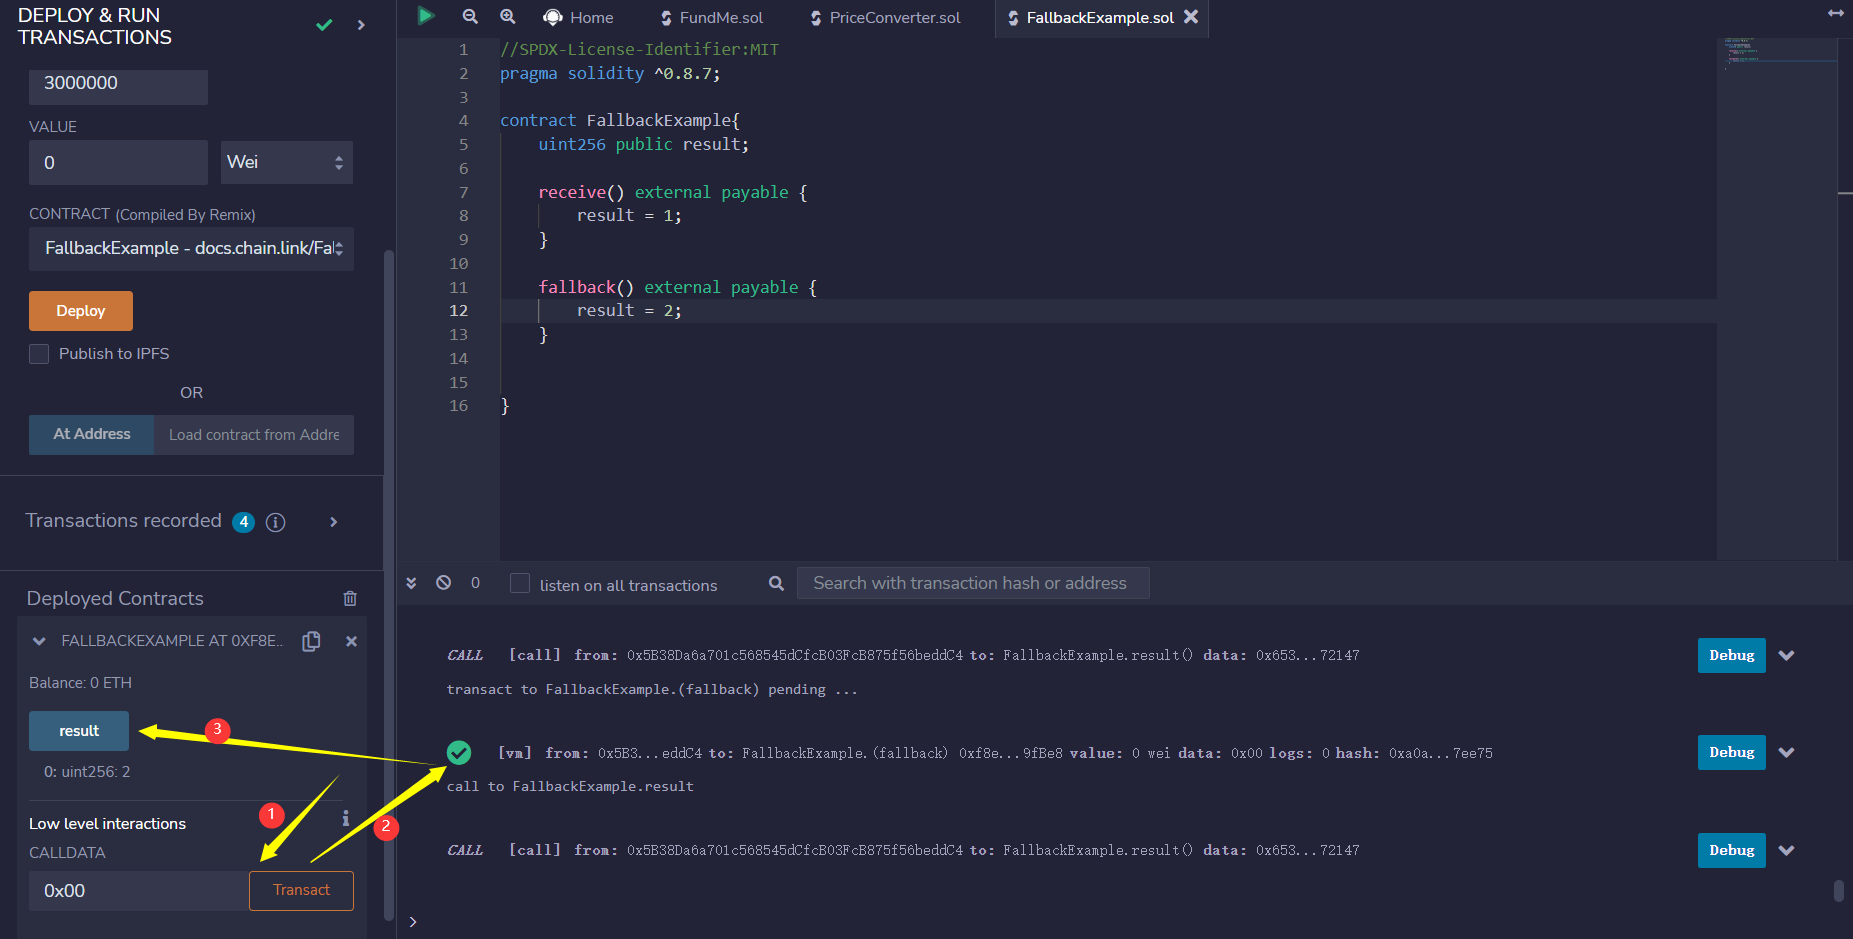 DEPLOY & RUN
TRANSACTIONS
3000000
VALUE
0
Wei
CONTRACT (Compiled By Remix)
FallbackExample - docs.chain.link/Fal
Deploy
Publish to IPFS
OR
At Address
Load contract from Addre
Transactions recorded 4 i
Deployed Contracts
FALLBACKEXAMPLE AT 0XF8E...
Balance: 0 ETH
result
3
0: uint256: 2
1
2
Low level interactions
i
CALLDATA
0x00
Transact
Home
FundMe.sol
PriceConverter.sol
FallbackExample.sol
1 //SPDX-License-Identifier:MIT
2 pragma solidity ^0.8.7;
3
4 contract FallbackExample{
5 uint256 public result;
6
7 receive() external payable {
8 result = 1;
9 }
10
11 fallback() external payable {
12 result = 2;
13 }
14
15
16 }
0
listen on all transactions
Search with transaction hash or address
CALL [call] from: 0x5B38Da6a701c568545dCfcB03FcB875f56beddC4 to: FallbackExample.result() data: 0x653...72147
Debug
transact to FallbackExample.(fallback) pending ...
[vm] from: 0x5B3...eddC4 to: FallbackExample.(fallback) 0xf8e...9fBe8 value: 0 wei data: 0x00 logs: 0 hash: 0xa0a...7ee75
Debug
call to FallbackExample.result
CALL [call] from: 0x5B38Da6a701c568545dCfcB03FcB875f56beddC4 to: FallbackExample.result() data: 0x653...72147
Debug
>